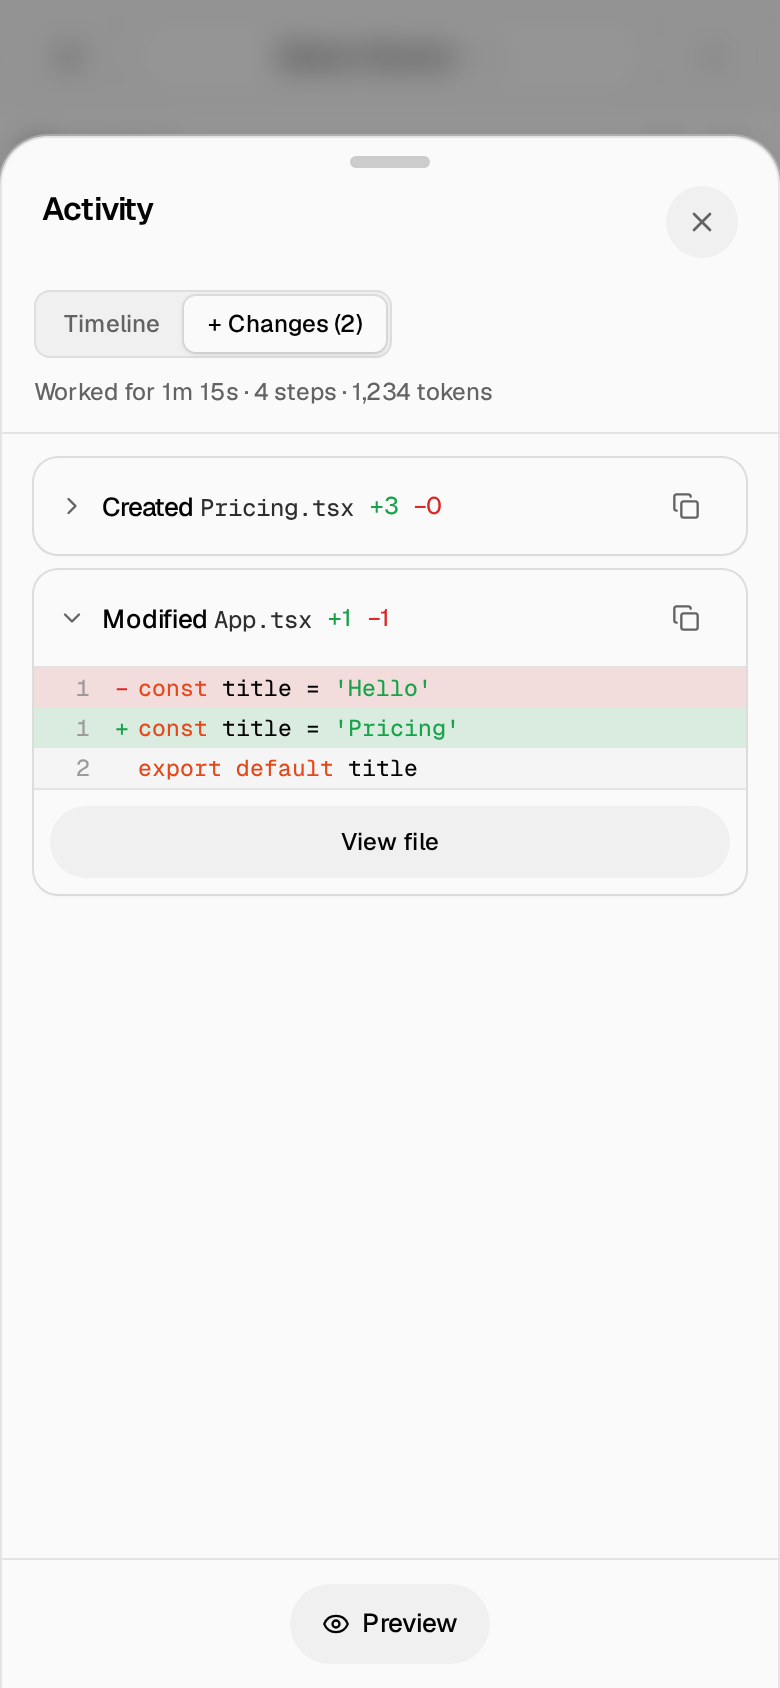 Activity
Timeline + Changes (2)
Worked for 1m 15s · 4 steps · 1,234 tokens
Created Pricing.tsx +3 −0
Modified App.tsx +1 −1
1 − const title = 'Hello'
1 + const title = 'Pricing'
2 export default title
View file
Preview